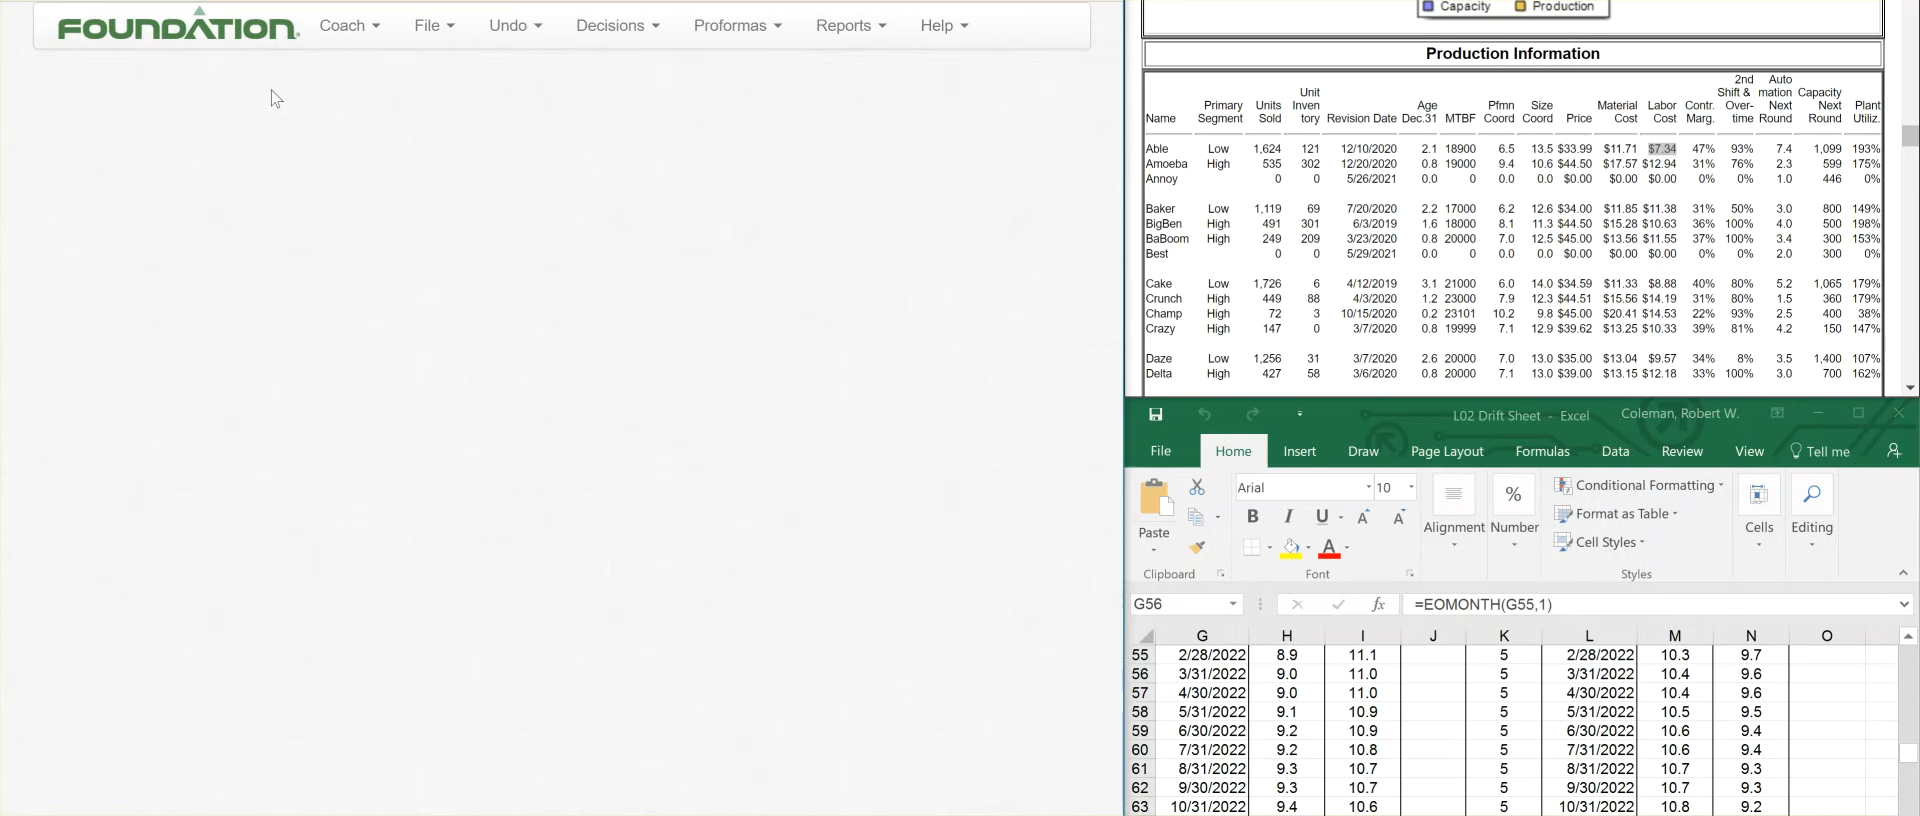 FOUNDATION.
Coach File Undo Decisions Proformas Reports Help
Capacity Production
Production Information
Name Primary Segment Units Sold Unit Inven tory Revision Date Age Dec.31 MTBF Pfmn Coord Size Coord Price Material Cost Labor Cost Contr. Marg. 2nd Shift & Over- time Auto mation Next Round Capacity Next Round Plant Utiliz.
Able Low 1,624 121 12/10/2020 2.1 18900 6.5 13.5 $33.99 $11.71 $7.34 47% 93% 7.4 1,099 193%
Amoeba High 535 302 12/20/2020 0.8 19000 9.4 10.6 $44.50 $17.57 $12.94 31% 76% 2.3 599 175%
Annoy 0 0 5/26/2021 0.0 0 0.0 0.0 $0.00 $0.00 $0.00 0% 0% 1.0 446 0%
Baker Low 1,119 69 7/20/2020 2.2 17000 6.2 12.6 $34.00 $11.85 $11.38 31% 50% 3.0 800 149%
BigBen High 491 301 6/3/2019 1.6 18000 8.1 11.3 $44.50 $15.28 $10.63 36% 100% 4.0 500 198%
BaBoom High 249 209 3/23/2020 0.8 20000 7.0 12.5 $45.00 $13.56 $11.55 37% 100% 3.4 300 153%
Best 0 0 5/29/2021 0.0 0 0.0 0.0 $0.00 $0.00 $0.00 0% 0% 2.0 300 0%
Cake Low 1,726 6 4/12/2019 3.1 21000 6.0 14.0 $34.59 $11.33 $8.88 40% 80% 5.2 1,065 179%
Crunch High 449 88 4/3/2020 1.2 23000 7.9 12.3 $44.51 $15.56 $14.19 31% 80% 1.5 360 179%
Champ High 72 3 10/15/2020 0.2 23101 10.2 9.8 $45.00 $20.41 $14.53 22% 93% 2.5 400 38%
Crazy High 147 0 3/7/2020 0.8 19999 7.1 12.9 $39.62 $13.25 $10.33 39% 81% 4.2 150 147%
Daze Low 1,256 31 3/7/2020 2.6 20000 7.0 13.0 $35.00 $13.04 $9.57 34% 8% 3.5 1,400 107%
Delta High 427 58 3/6/2020 0.8 20000 7.1 13.0 $39.00 $13.15 $12.18 33% 100% 3.0 700 162%
L02 Drift Sheet - Excel Coleman, Robert W.
File Home Insert Draw Page Layout Formulas Data Review View Tell me
Arial 10 % Conditional Formatting
B I U A A Alignment Number Format as Table Cells Editing
Paste A Cell Styles
Clipboard Font Styles
G56 fx =EOMONTH(G55,1)
G H I J K L M N O
55 2/28/2022 8.9 11.1 5 2/28/2022 10.3 9.7
56 3/31/2022 9.0 11.0 5 3/31/2022 10.4 9.6
57 4/30/2022 9.0 11.0 5 4/30/2022 10.4 9.6
58 5/31/2022 9.1 10.9 5 5/31/2022 10.5 9.5
59 6/30/2022 9.2 10.9 5 6/30/2022 10.6 9.4
60 7/31/2022 9.2 10.8 5 7/31/2022 10.6 9.4
61 8/31/2022 9.3 10.7 5 8/31/2022 10.7 9.3
62 9/30/2022 9.3 10.7 5 9/30/2022 10.7 9.3
63 10/31/2022 9.4 10.6 5 10/31/2022 10.8 9.2